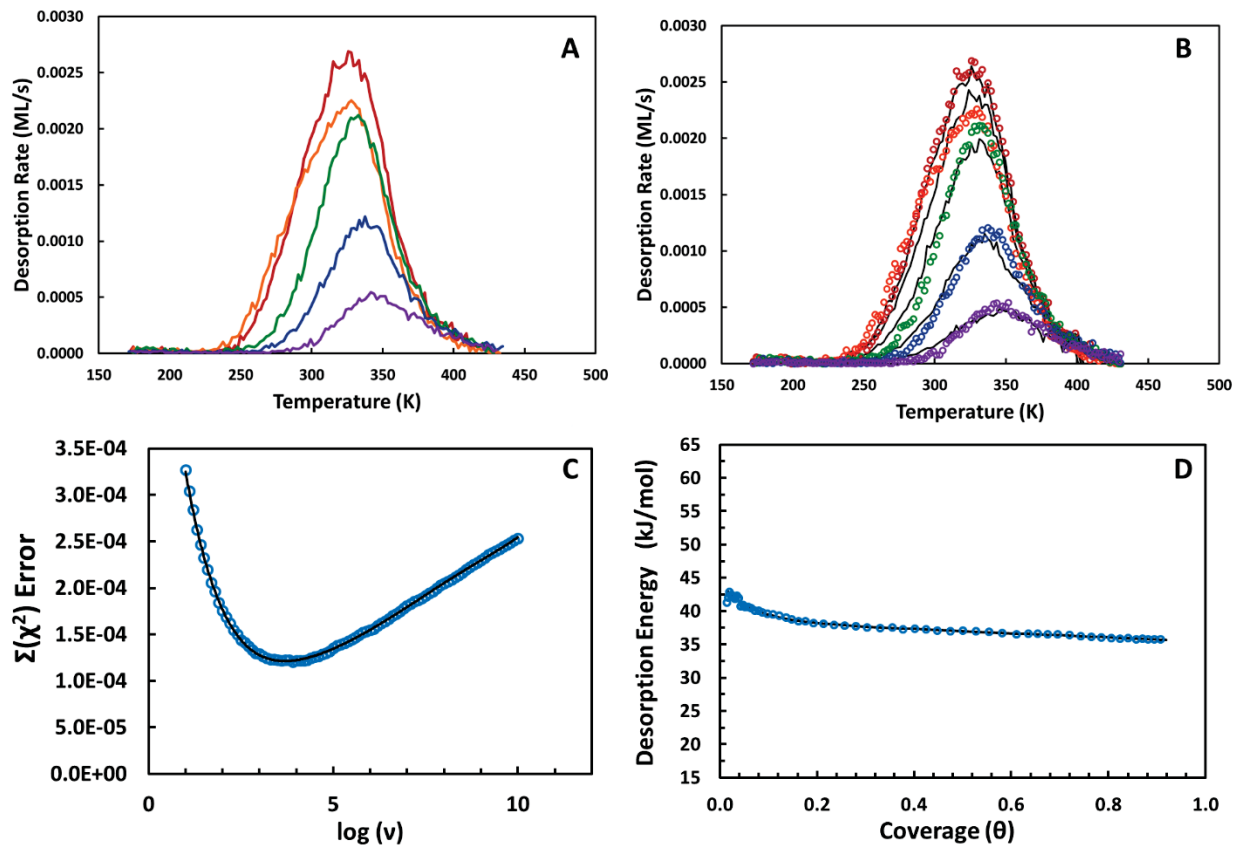 A
Desorption Rate (ML/s)
0.0030
0.0025
0.0020
0.0015
0.0010
0.0005
0.0000
150 200 250 300 350 400 450 500
Temperature (K)
B
Desorption Rate (ML/s)
0.0030
0.0025
0.0020
0.0015
0.0010
0.0005
0.0000
150 200 250 300 350 400 450 500
Temperature (K)
C
Σ(χ²) Error
3.5E-04
3.0E-04
2.5E-04
2.0E-04
1.5E-04
1.0E-04
5.0E-05
0.0E+00
0 5 10
log (ν)
D
Desorption Energy (kJ/mol)
65
60
55
50
45
40
35
30
25
20
15
0.0 0.2 0.4 0.6 0.8 1.0
Coverage (θ)